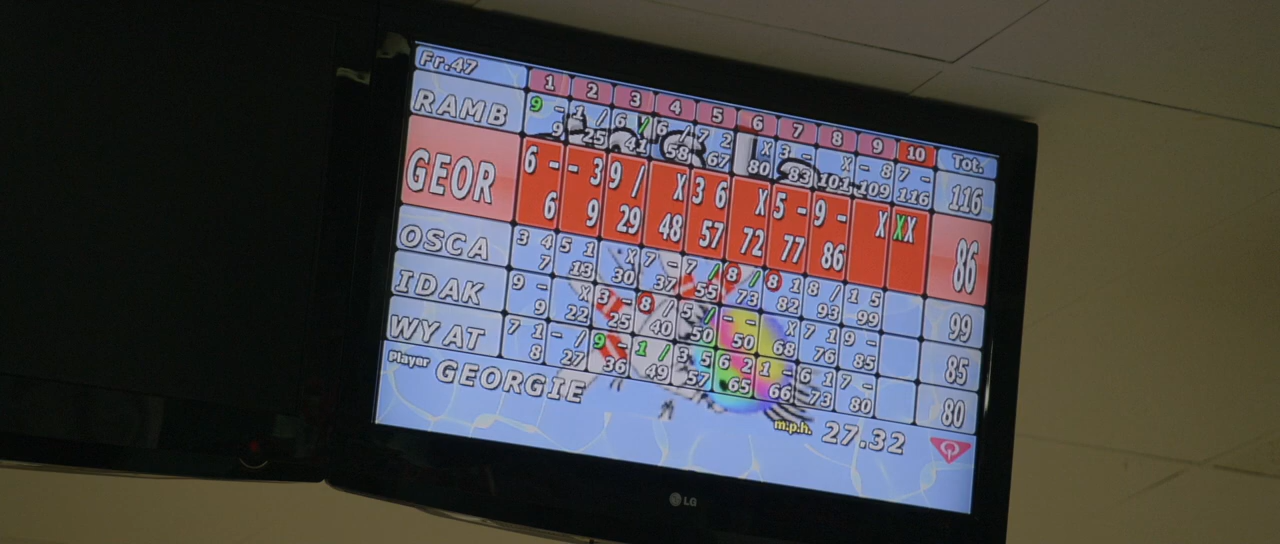 Fr.47 1 2 3 4 5 6 7 8 9 10 Tot.
RAMB 9 - 1 / 6 / 6 / 7 2 X 3 - X - 8 7 - 116
9 25 41 68 67 80 83 101 109 116
GEOR 6 - - 3 9 / X 3 6 X 5 - 9 - X XX 86
6 9 29 48 57 72 77 86
OSCA 3 4 5 1 X 7 - 7 / 8 / 8 1 8 / 1 5 99
7 13 30 37 55 73 82 93 99
IDAK 9 - X 3 - 8 / 5 / - - X 7 1 9 - 85
9 22 25 40 50 50 68 76 85
WYAT 7 1 - / 9 - 1 / 3 5 6 2 1 - 6 1 7 - 80
8 27 36 49 57 65 66 73 80
Player GEORGIE
m.p.h. 27.32
LG